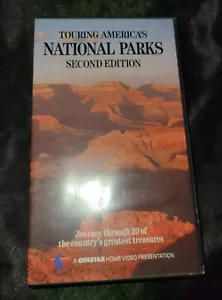 TOURING AMERICA'S
NATIONAL PARKS
SECOND EDITION
Journey through 20 of
the country's greatest treasures
A QUESTAR HOME VIDEO PRESENTATION